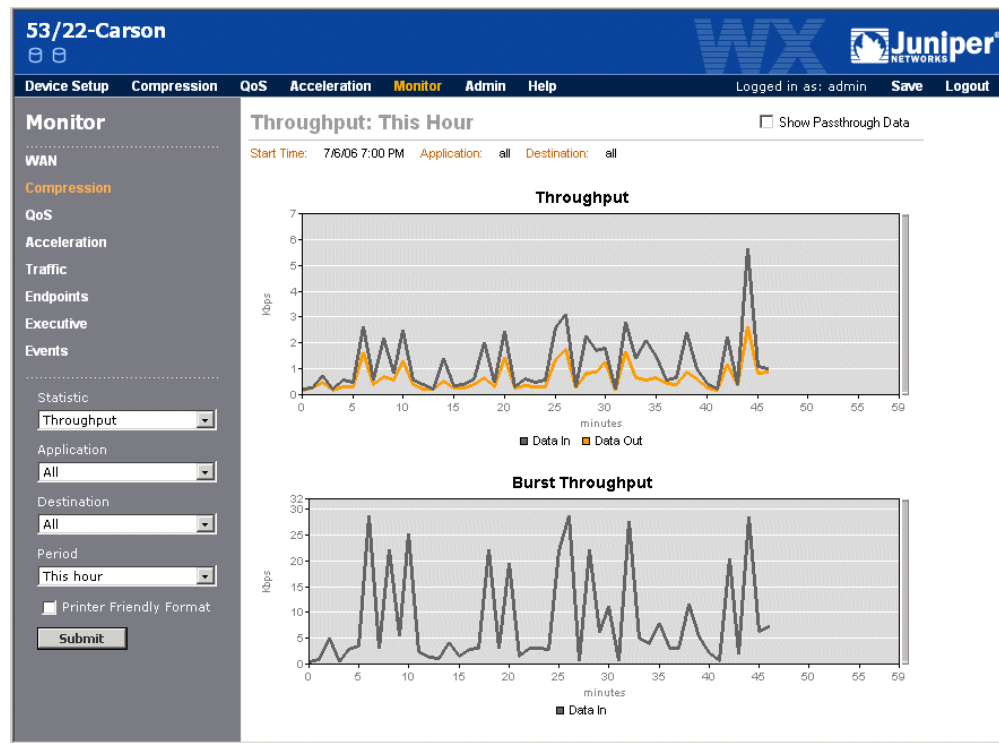 53/22-Carson
WX
Juniper
NETWORKS
Device Setup Compression QoS Acceleration Monitor Admin Help Logged in as: admin Save Logout
Monitor
WAN
Compression
QoS
Acceleration
Traffic
Endpoints
Executive
Events
Statistic
Throughput
Application
All
Destination
All
Period
This hour
Printer Friendly Format
Submit
Throughput: This Hour
Show Passthrough Data
Start Time: 7/6/06 7:00 PM Application: all Destination: all
Throughput
7
6
5
4
3
2
1
0
Kbps
0 5 10 15 20 25 30 35 40 45 50 55 59
minutes
Data In Data Out
Burst Throughput
32
30
25
20
15
10
5
0
Kbps
0 5 10 15 20 25 30 35 40 45 50 55 59
minutes
Data In